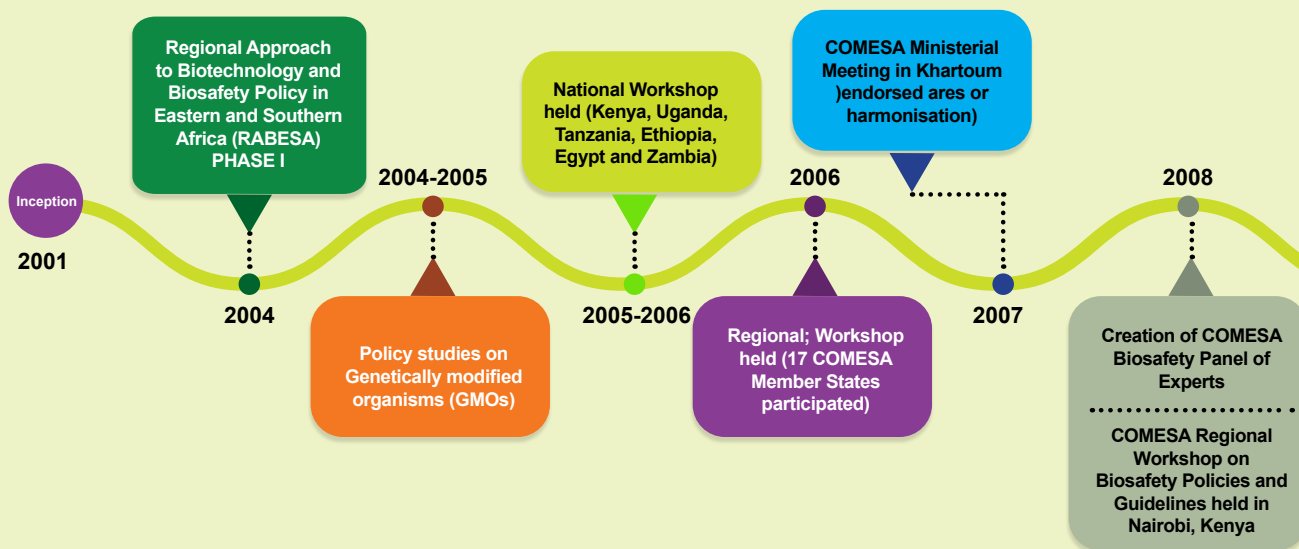 Inception
2001
Regional Approach
to Biotechnology and
Biosafety Policy in
Eastern and Southern
Africa (RABESA)
PHASE I
2004
2004-2005
Policy studies on
Genetically modified
organisms (GMOs)
National Workshop
held (Kenya, Uganda,
Tanzania, Ethiopia,
Egypt and Zambia)
2005-2006
2006
Regional; Workshop
held (17 COMESA
Member States
participated)
COMESA Ministerial
Meeting in Khartoum
)endorsed ares or
harmonisation)
2007
2008
Creation of COMESA
Biosafety Panel of
Experts
COMESA Regional
Workshop on
Biosafety Policies and
Guidelines held in
Nairobi, Kenya